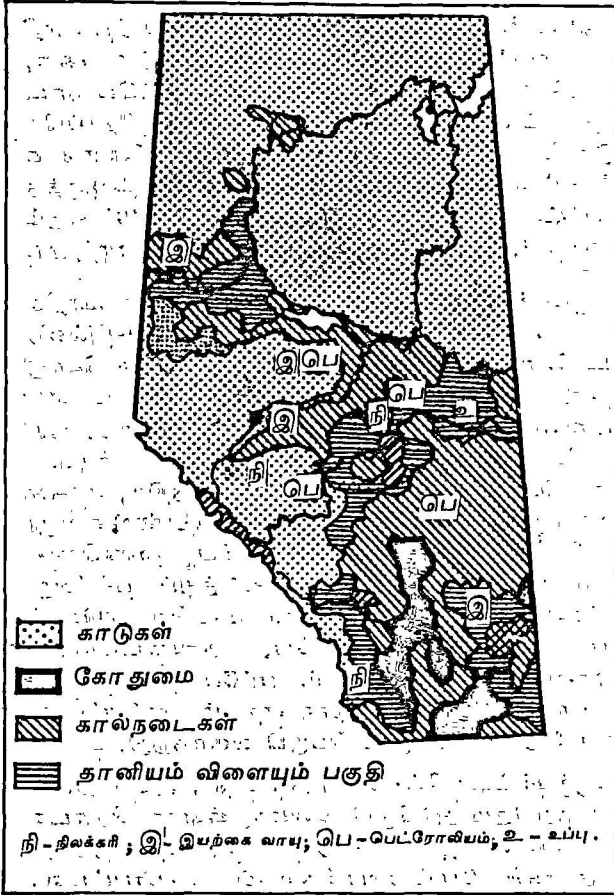 இ
இ பெ
பெ
இ நி உ
நி
பெ பெ
இ
நி
காடுகள்
கோதுமை
கால்நடைகள்
தானியம் விளையும் பகுதி
நி - நிலக்கரி ; இ - இயற்கை வாயு; பெ - பெட்ரோலியம்; உ - உப்பு .